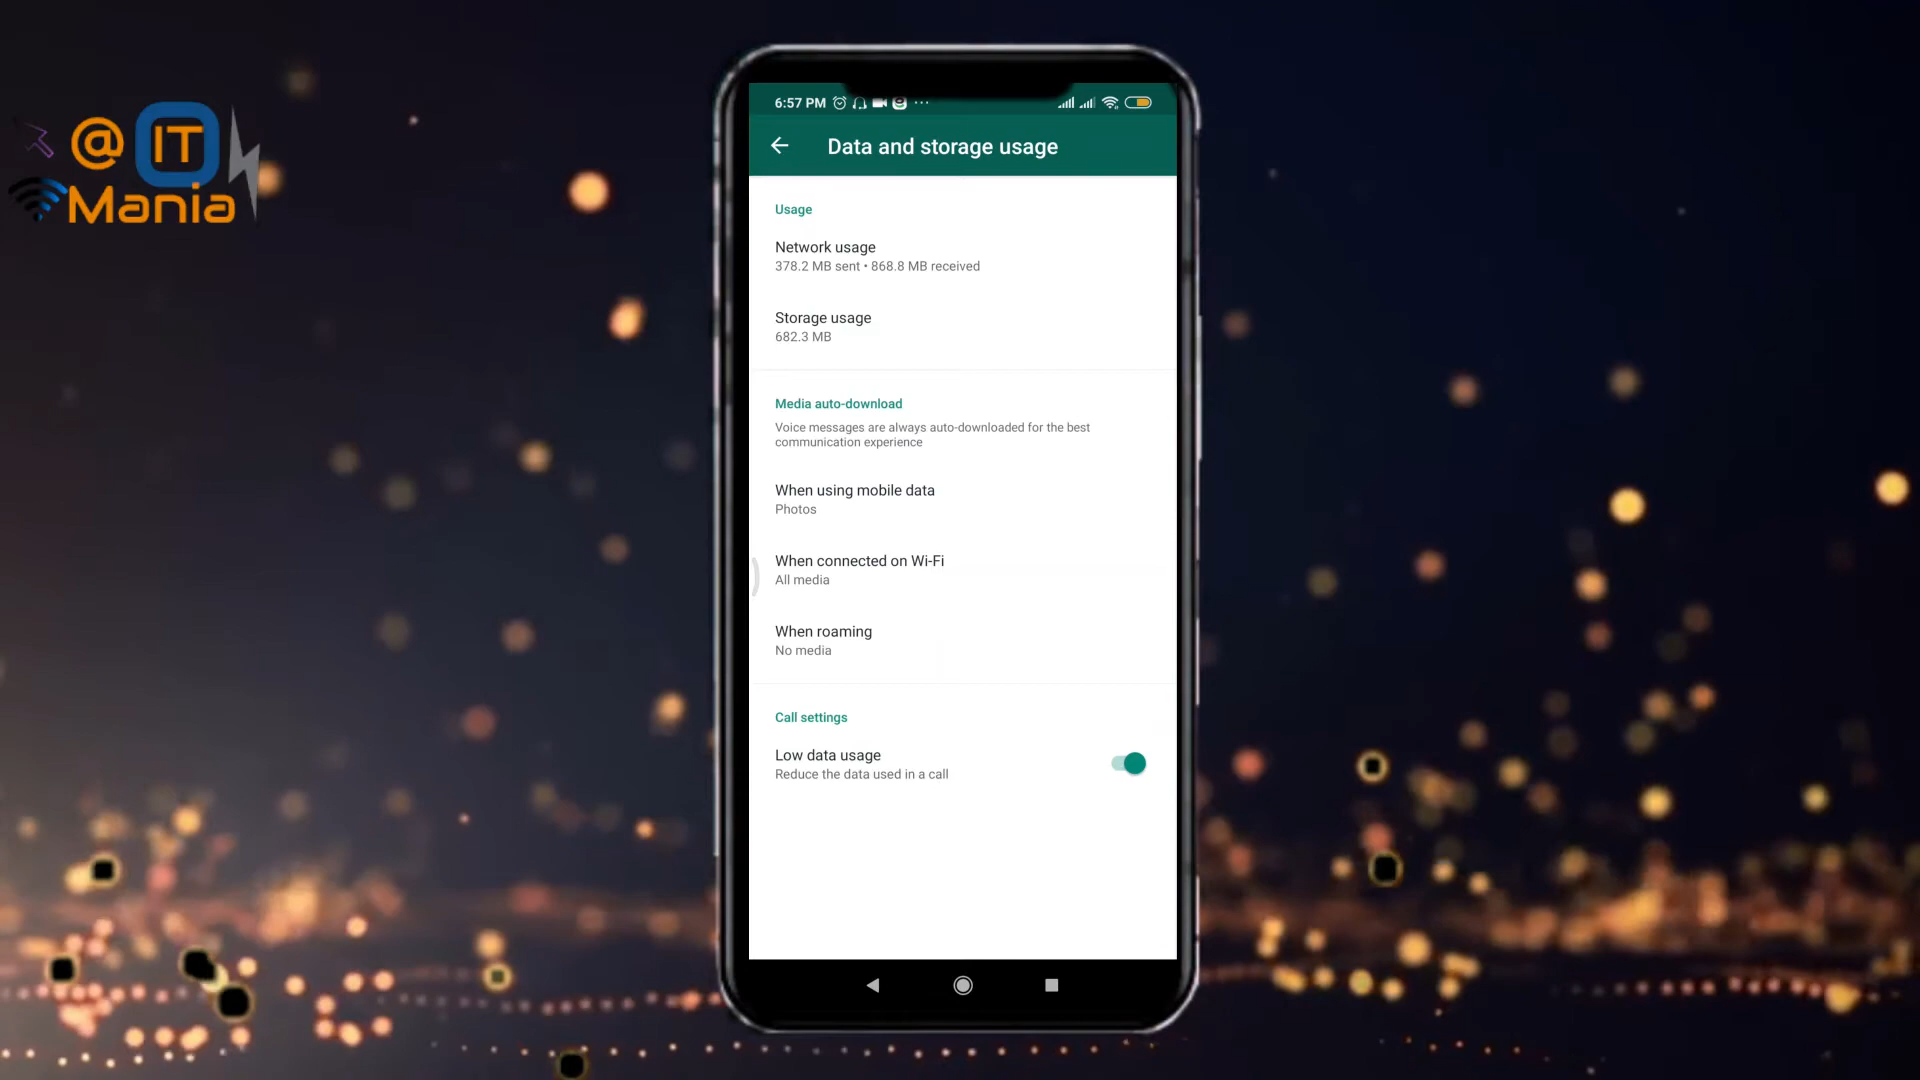 @ IT
Mania
6:57 PM
Data and storage usage
Usage
Network usage
378.2 MB sent • 868.8 MB received
Storage usage
682.3 MB
Media auto-download
Voice messages are always auto-downloaded for the best
communication experience
When using mobile data
Photos
When connected on Wi-Fi
All media
When roaming
No media
Call settings
Low data usage
Reduce the data used in a call